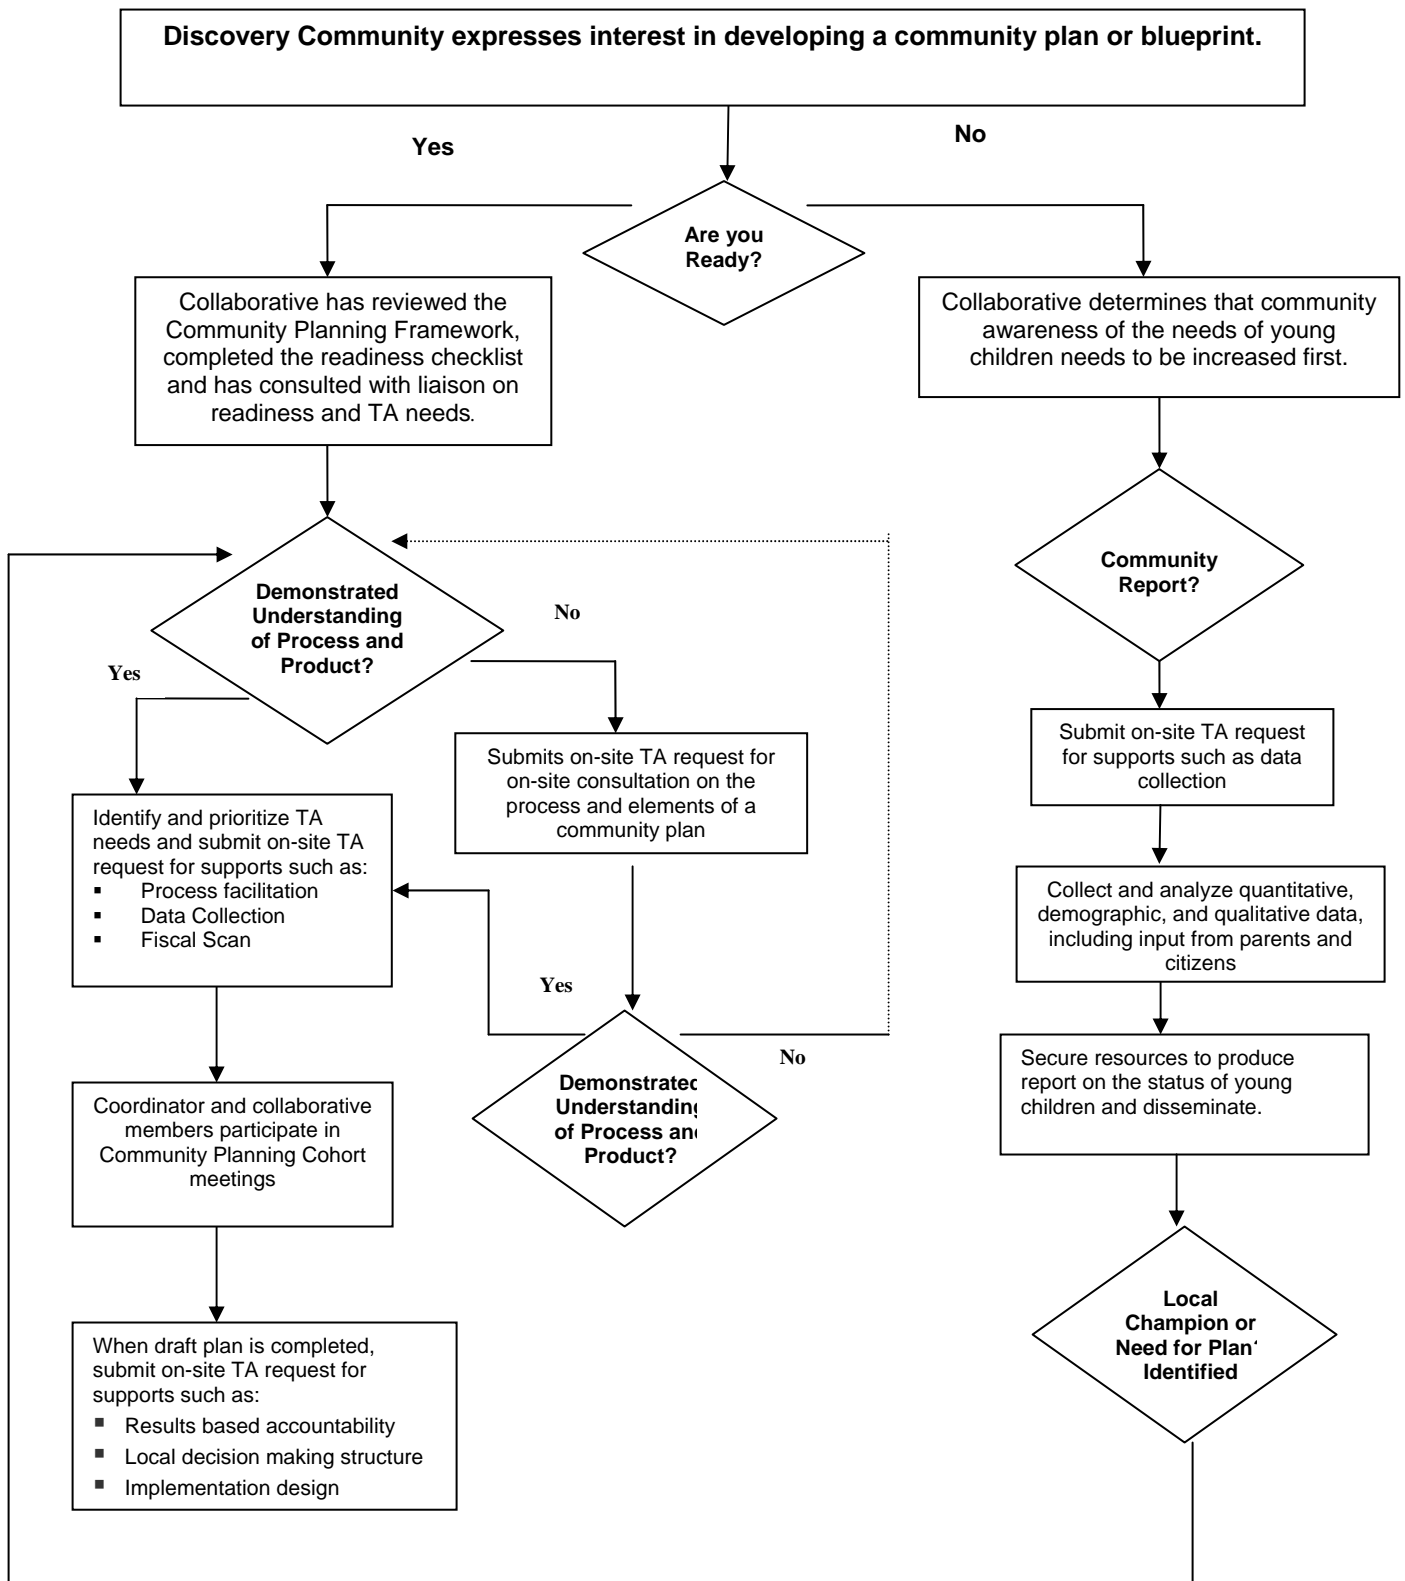 Discovery Community expresses interest in developing a community plan or blueprint.
Yes
No
Are you
Ready?
Collaborative has reviewed the
Community Planning Framework,
completed the readiness checklist
and has consulted with liaison on
readiness and TA needs.
Collaborative determines that community
awareness of the needs of young
children needs to be increased first.
Demonstrated
Understanding
of Process and
Product?
No
Yes
Community
Report?
Submits on-site TA request for
on-site consultation on the
process and elements of a
community plan
Submit on-site TA request
for supports such as data
collection
Identify and prioritize TA
needs and submit on-site TA
request for supports such as:
▪ Process facilitation
▪ Data Collection
▪ Fiscal Scan
Collect and analyze quantitative,
demographic, and qualitative data,
including input from parents and
citizens
Yes
No
Demonstrated
Understanding
of Process and
Product?
Secure resources to produce
report on the status of young
children and disseminate.
Coordinator and collaborative
members participate in
Community Planning Cohort
meetings
Local
Champion or
Need for Plan?
Identified
When draft plan is completed,
submit on-site TA request for
supports such as:
▪ Results based accountability
▪ Local decision making structure
▪ Implementation design